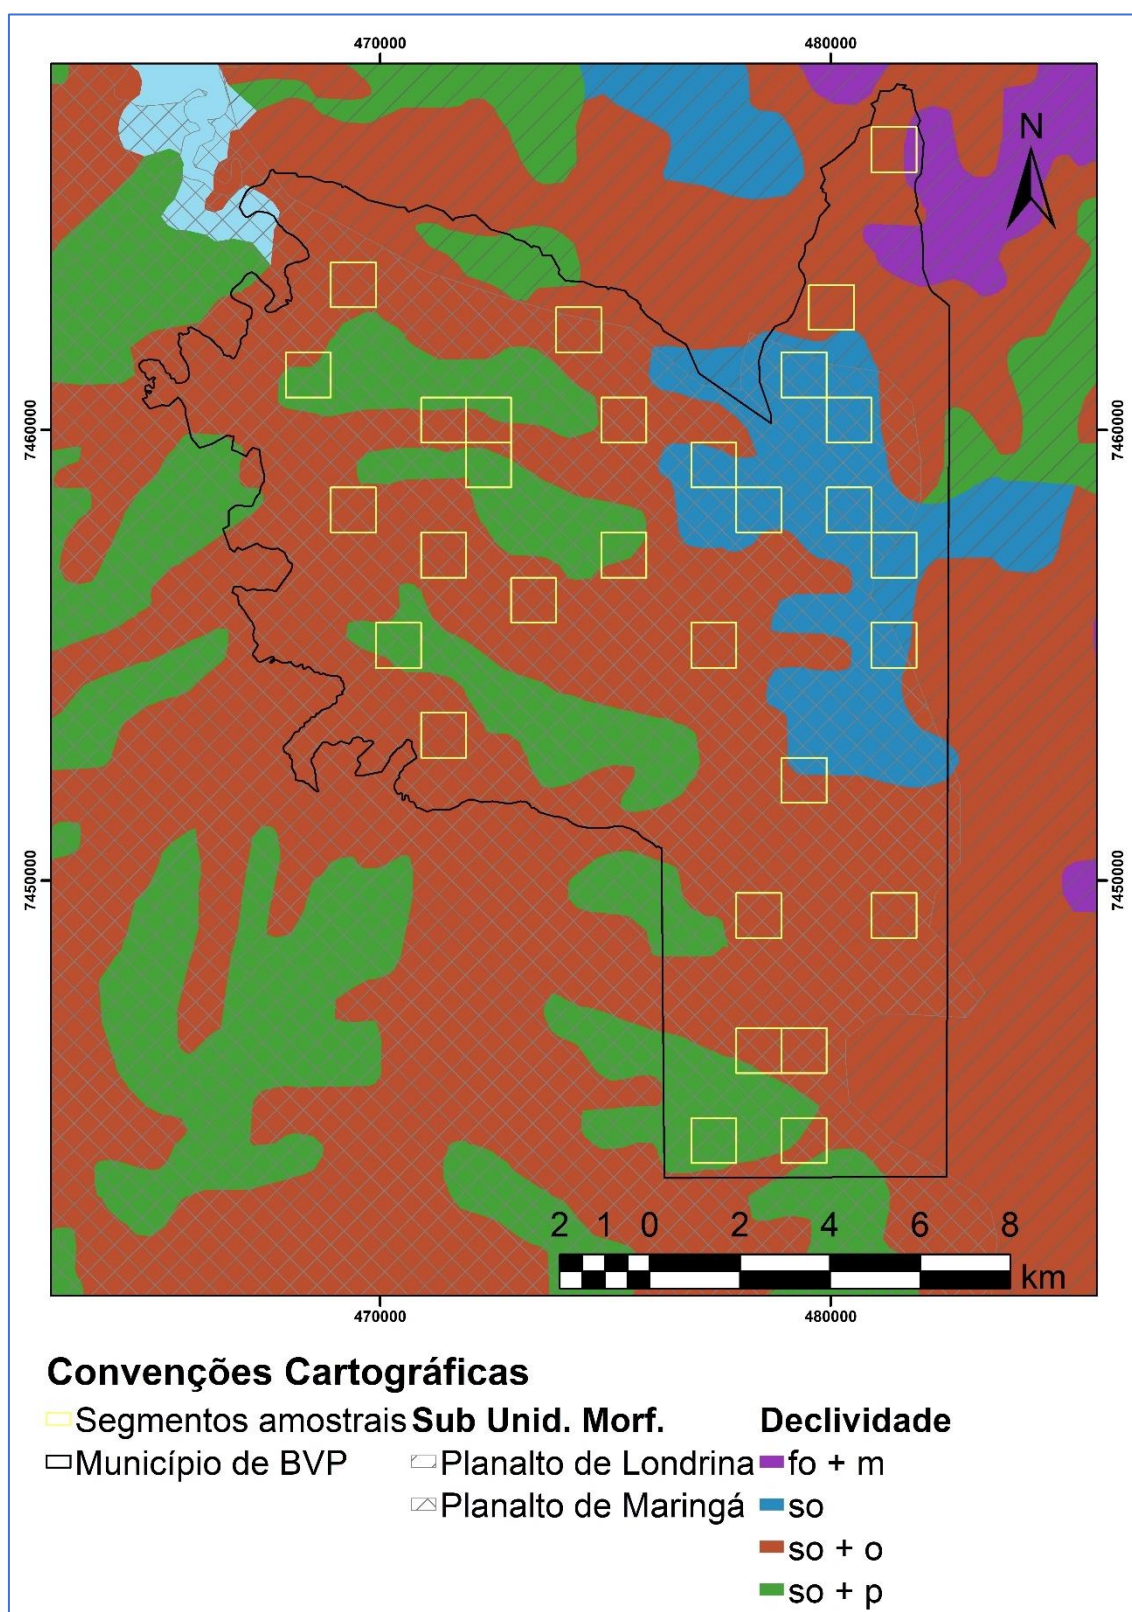 470000 480000
N
7460000 7460000
7450000 7450000
2 1 0 2 4 6 8
km
470000 480000
Convenções Cartográficas
Segmentos amostrais Sub Unid. Morf. Declividade
Município de BVP Planalto de Londrina fo + m
Planalto de Maringá so
so + o
so + p